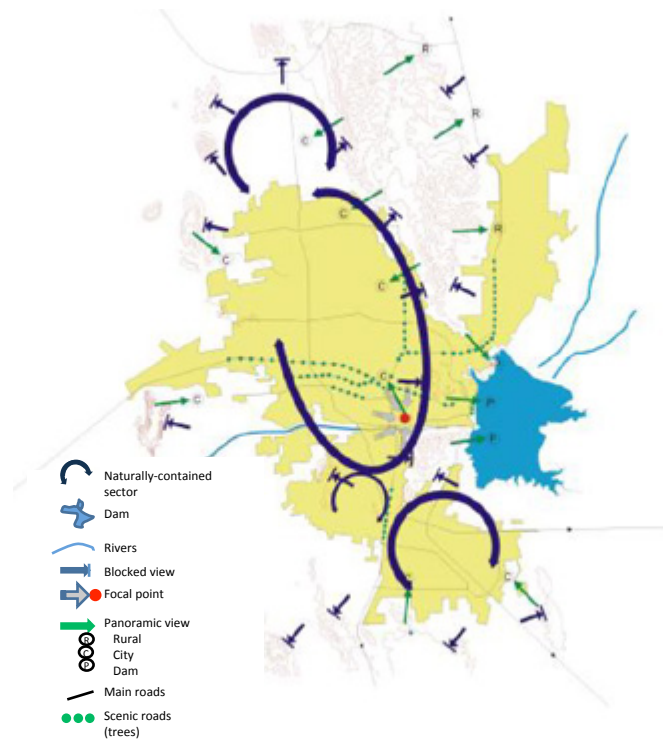 R
R
C
C
R
C
C
C
C
P
P
C
C
Naturally-contained
sector
Dam
Rivers
Blocked view
Focal point
Panoramic view
R Rural
C City
P Dam
Main roads
Scenic roads
(trees)